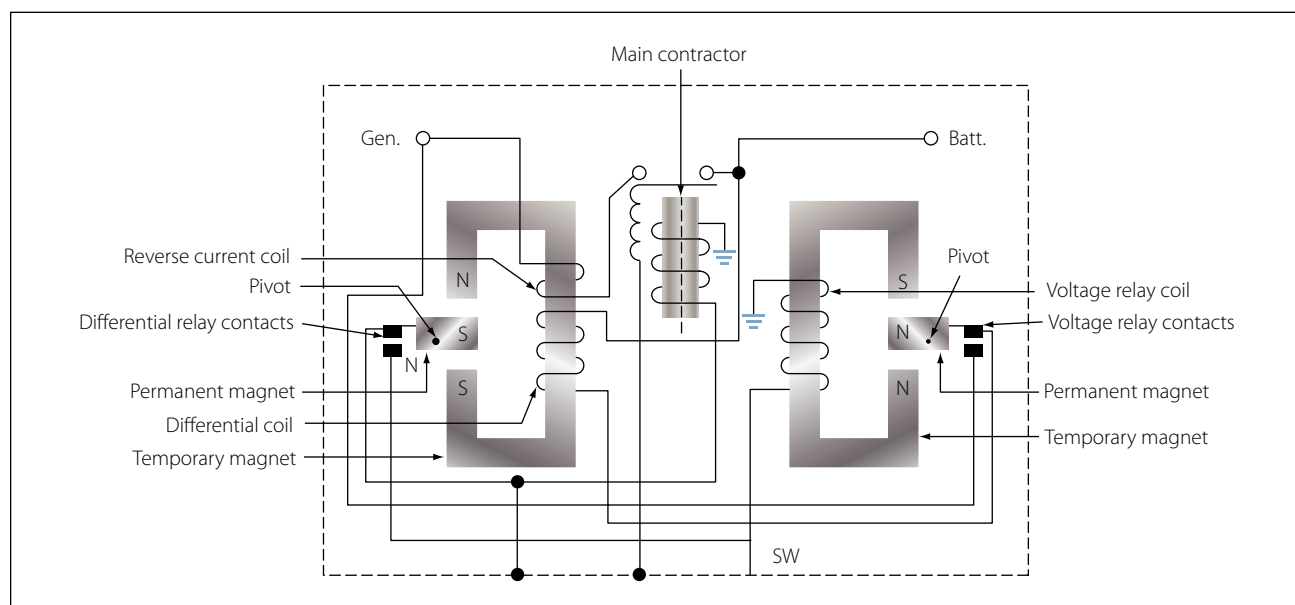 Main contractor
Gen.
Batt.
Reverse current coil
Pivot
Differential relay contacts
Permanent magnet
Differential coil
Temporary magnet
N
S
N
S
Pivot
Voltage relay coil
Voltage relay contacts
Permanent magnet
Temporary magnet
S
N
N
SW